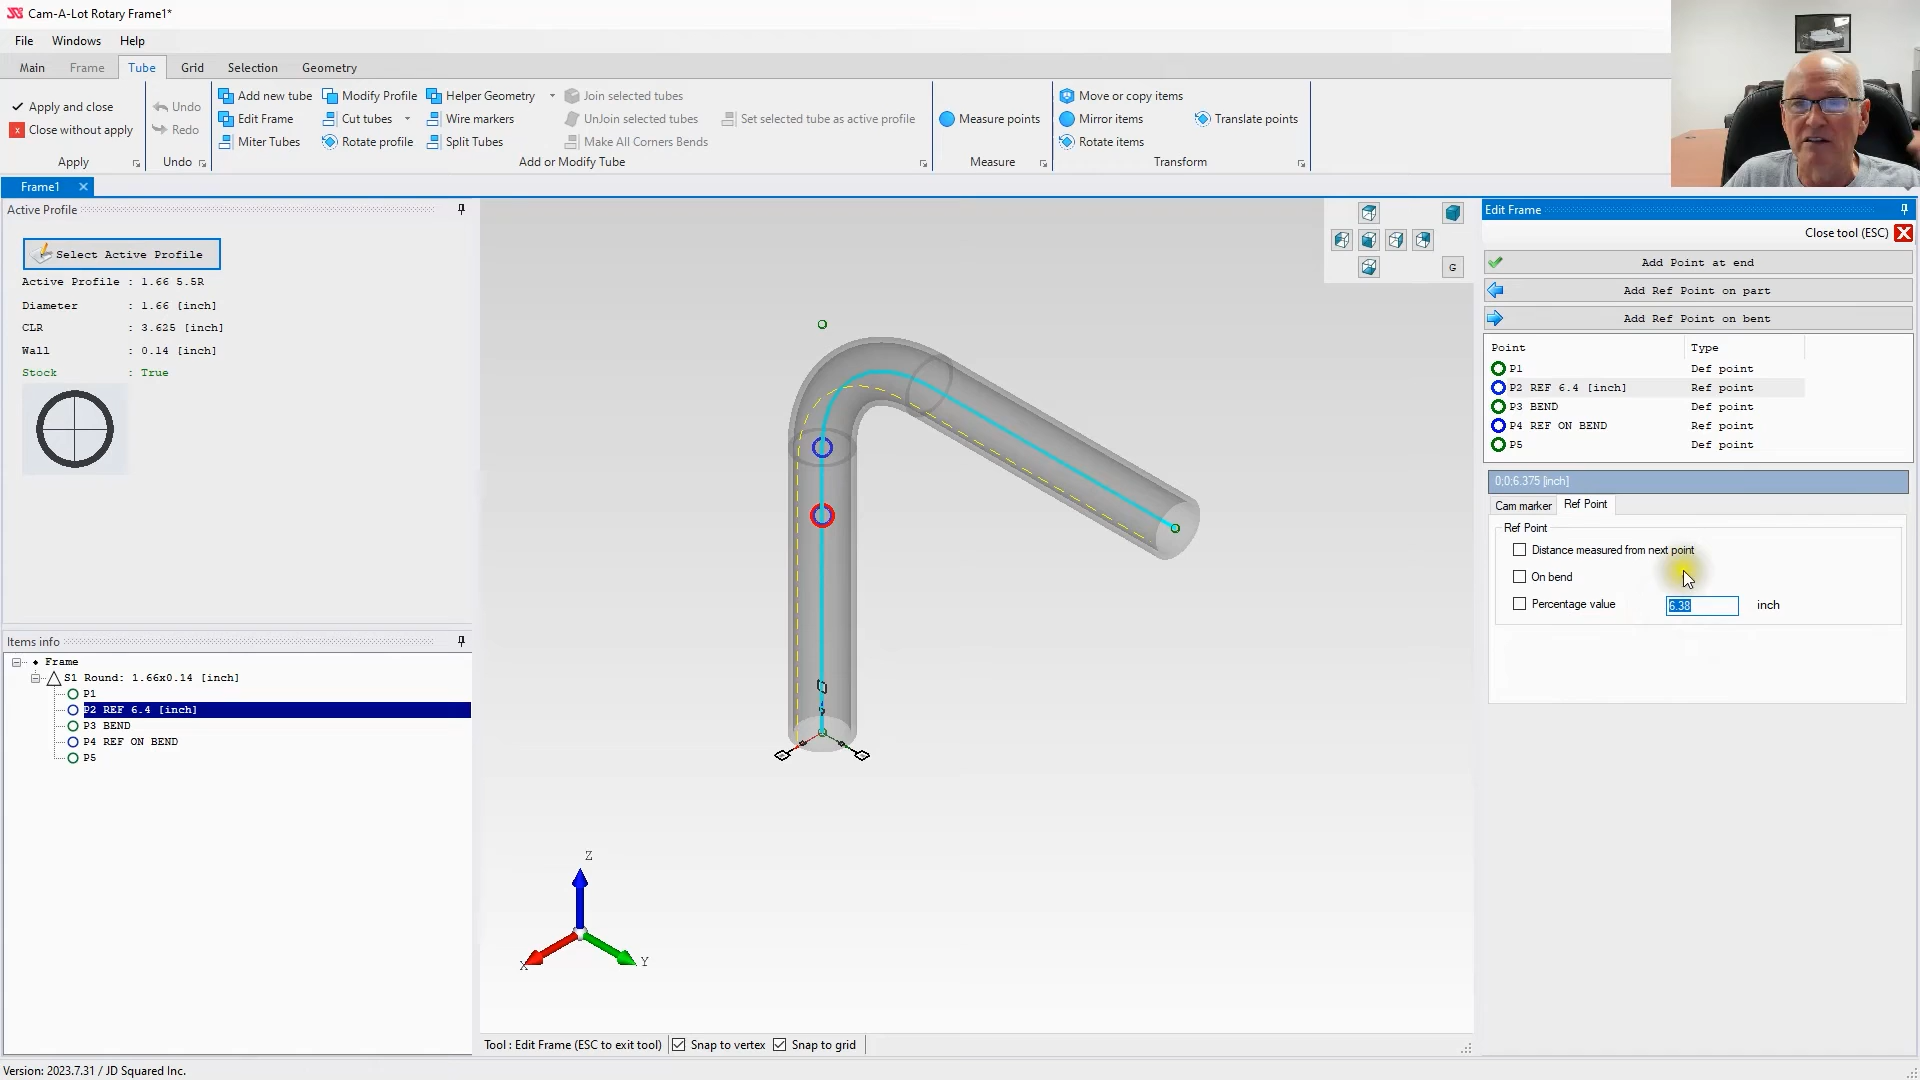 Cam-A-Lot Rotary Frame1*
File Windows Help
Main Frame Tube Grid Selection Geometry
Apply and close
Close without apply
Apply
Undo
Redo
Undo
Add new tube Modify Profile Helper Geometry Join selected tubes
Edit Frame Cut tubes Wire markers UnJoin selected tubes Set selected tube as active profile
Miter Tubes Rotate profile Split Tubes Make All Corners Bends
Add or Modify Tube
Measure points
Measure
Move or copy items
Mirror items Translate points
Rotate items
Transform
Frame1
Active Profile
Select Active Profile
Active Profile : 1.66 5.5R
Diameter : 1.66 [inch]
CLR : 3.625 [inch]
Wall : 0.14 [inch]
Stock : True
Items info
Frame
S1 Round: 1.66x0.14 [inch]
P1
P2 REF 6.4 [inch]
P3 BEND
P4 REF ON BEND
P5
G
Z
X
Y
Tool : Edit Frame (ESC to exit tool) Snap to vertex Snap to grid
Edit Frame
Close tool (ESC)
Add Point at end
Add Ref Point on part
Add Ref Point on bent
Point Type
P1 Def point
P2 REF 6.4 [inch] Ref point
P3 BEND Def point
P4 REF ON BEND Ref point
P5 Def point
0;0;6.375 [inch]
Cam marker Ref Point
Ref Point
Distance measured from next point
On bend
Percentage value 6.38 inch
Version: 2023.7.31 / JD Squared Inc.